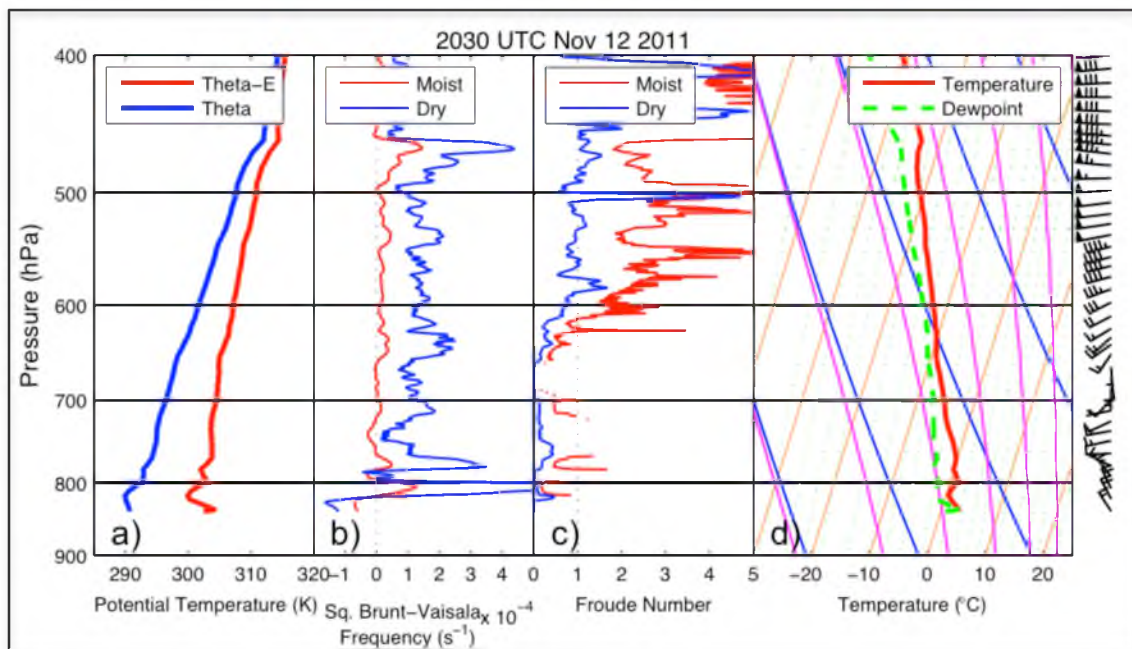 2030 UTC Nov 12 2011
400
500
600
700
800
900
Pressure (hPa)
Theta-E
Theta
Moist
Dry
Moist
Dry
Temperature
Dewpoint
a)
b)
c)
d)
290 300 310 320
−1 0 1 2 3 4
0 1 2 3 4 5
−20 −10 0 10 20
Potential Temperature (K)
Sq. Brunt−Vaisala x 10−4
Frequency (s−1)
Froude Number
Temperature (°C)